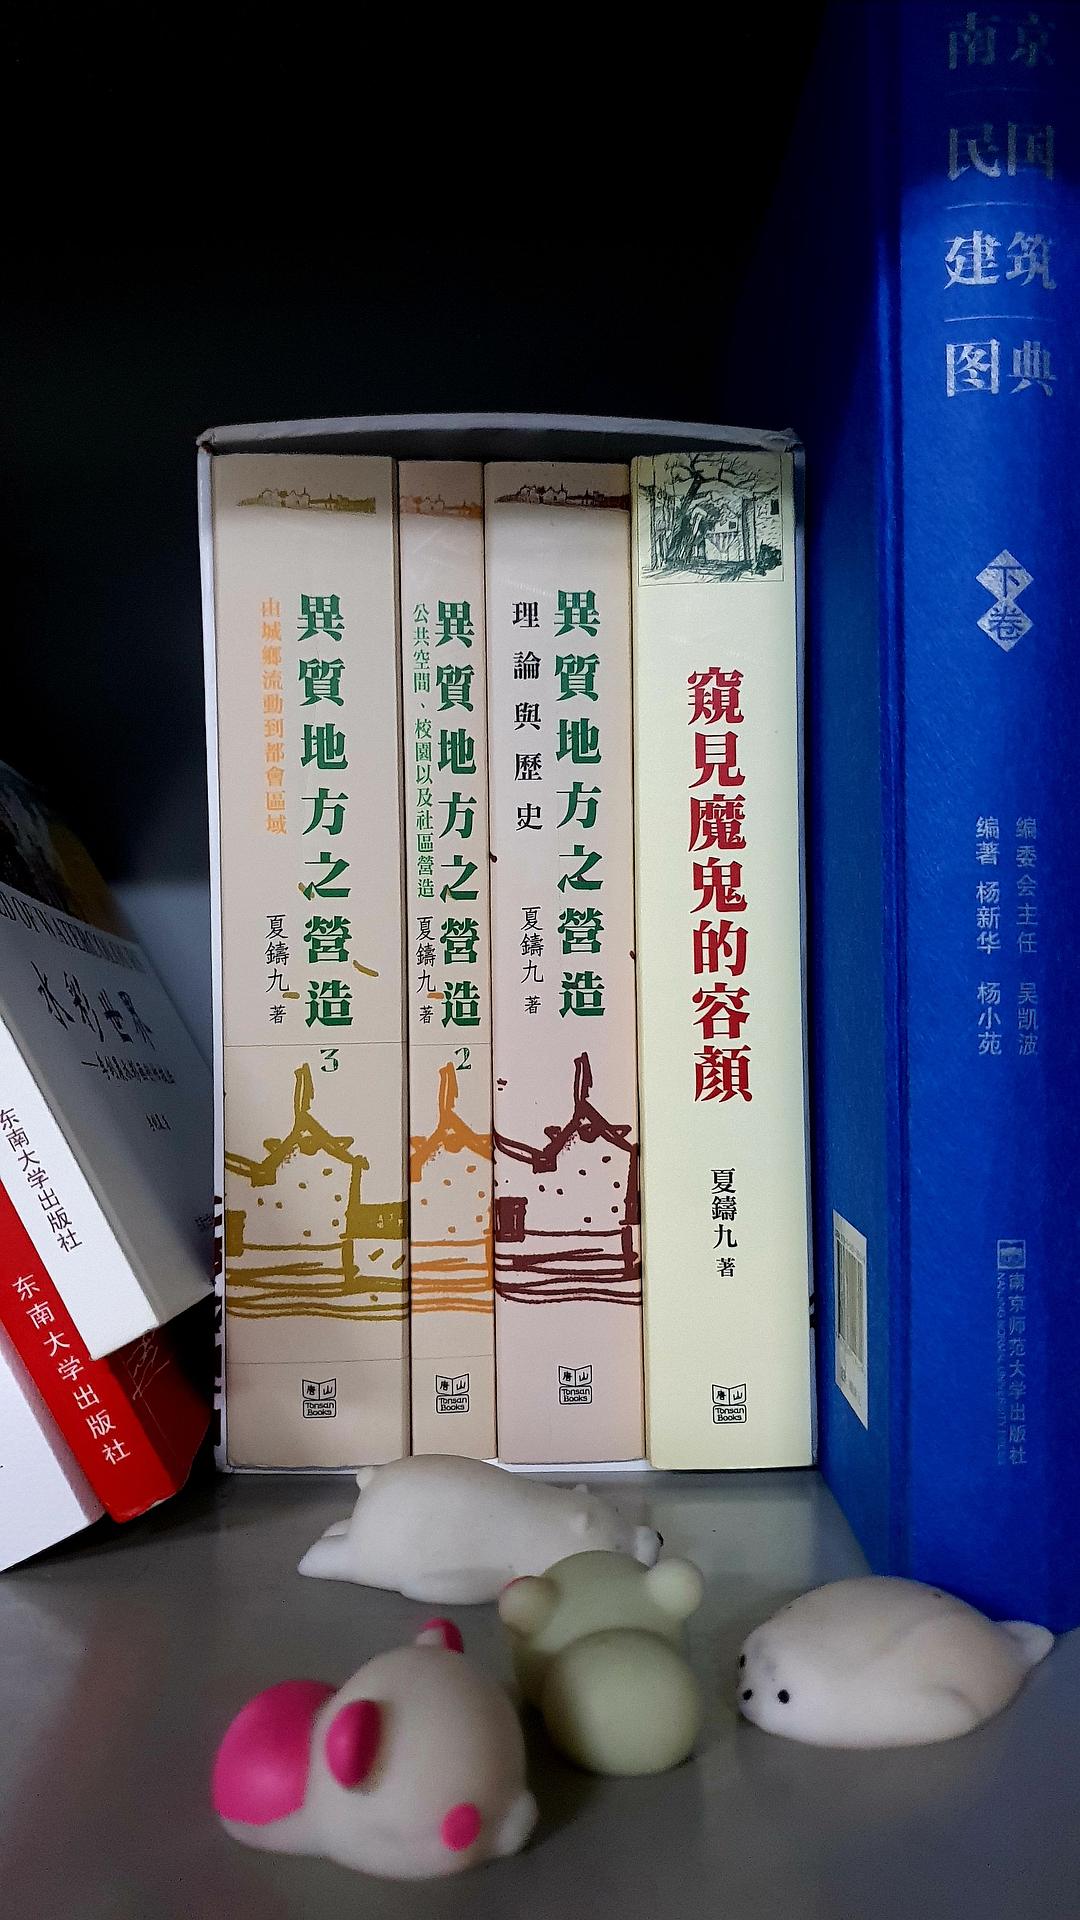 水彩世界
东南大学出版社
东南大学出版社
異質地方之營造
3
由城鄉流動到都會區域
夏鑄九 著
唐山
Tonsan
Books
異質地方之營造
2
公共空間、校園以及社區營造
夏鑄九 著
唐山
Tonsan
Books
異質地方之營造
理論與歷史
夏鑄九 著
唐山
Tonsan
Books
窺見魔鬼的容顏
夏鑄九 著
唐山
Tonsan
Books
南京
民国
建筑
图典
下卷
编委会主任 吴凯波
编著 杨新华 杨小苑
南京师范大学出版社